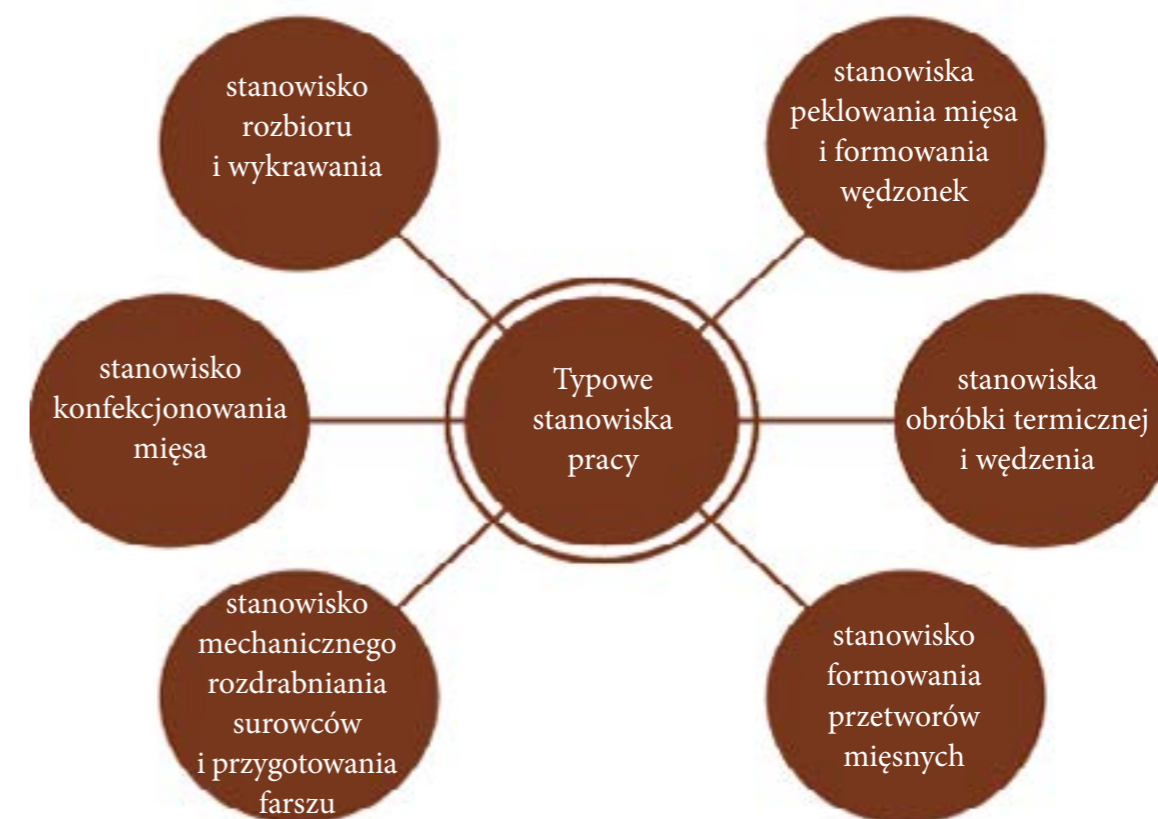 stanowisko
rozbioru
i wykrawania
stanowiska
peklowania mięsa
i formowania
wędzonek
stanowisko
konfekcjonowania
mięsa
Typowe
stanowiska
pracy
stanowiska
obróbki termicznej
i wędzenia
stanowisko
mechanicznego
rozdrabniania
surowców
i przygotowania
farszu
stanowisko
formowania
przetworów
mięsnych